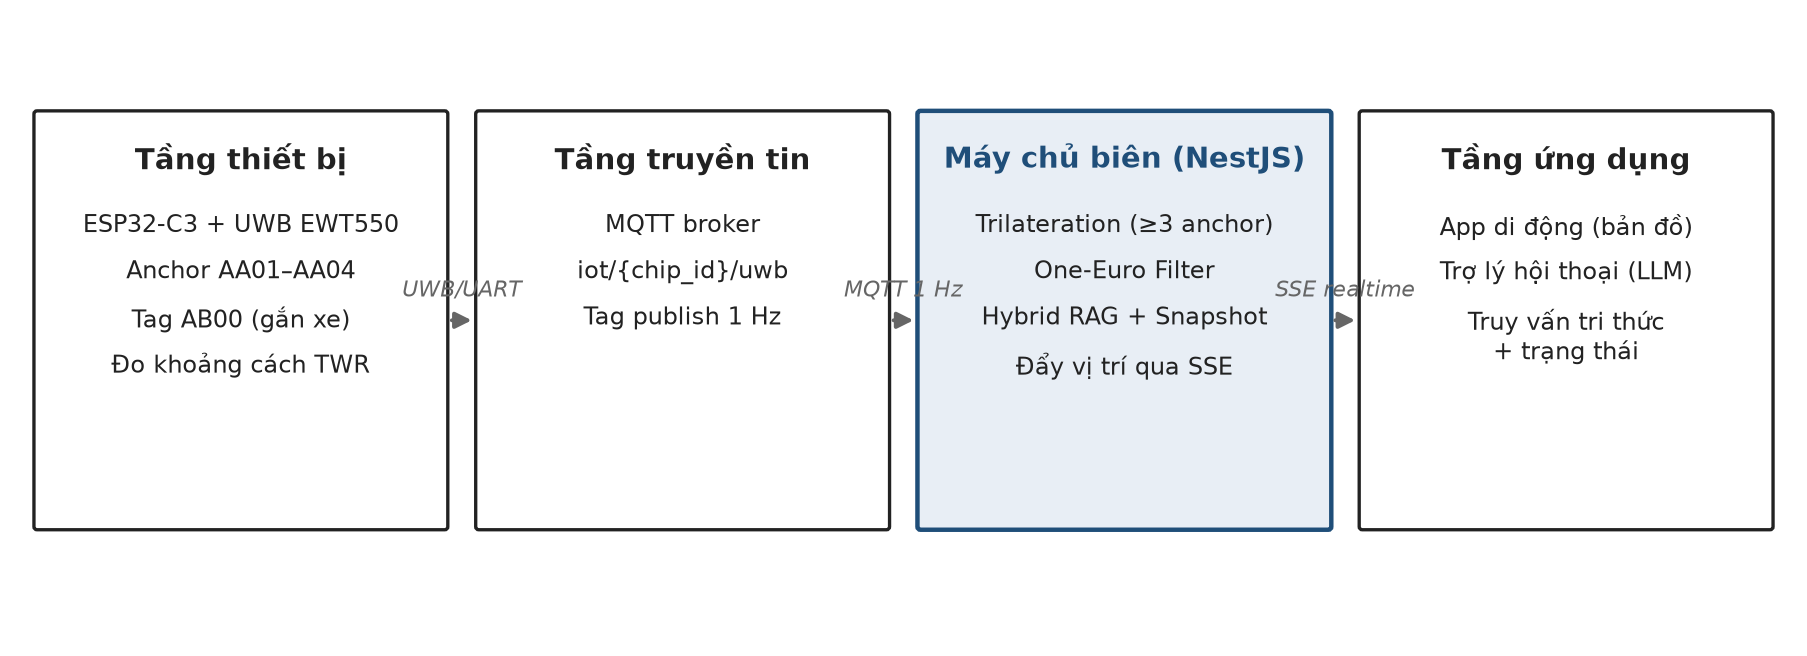 Tầng thiết bị
ESP32-C3 + UWB EWT550
Anchor AA01–AA04
Tag AB00 (gắn xe)
Đo khoảng cách TWR
UWB/UART
Tầng truyền tin
MQTT broker
iot/{chip_id}/uwb
Tag publish 1 Hz
MQTT 1 Hz
Máy chủ biên (NestJS)
Trilateration (≥3 anchor)
One-Euro Filter
Hybrid RAG + Snapshot
Đẩy vị trí qua SSE
SSE realtime
Tầng ứng dụng
App di động (bản đồ)
Trợ lý hội thoại (LLM)
Truy vấn tri thức
+ trạng thái